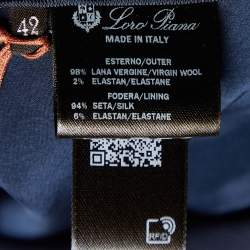 42
Loro Piana
MADE IN ITALY
ESTERNO/OUTER
98% LANA VERGINE/VIRGIN WOOL
2% ELASTAN/ELASTANE
FODERA/LINING
94% SETA/SILK
6% ELASTAN/ELASTANE
RFID